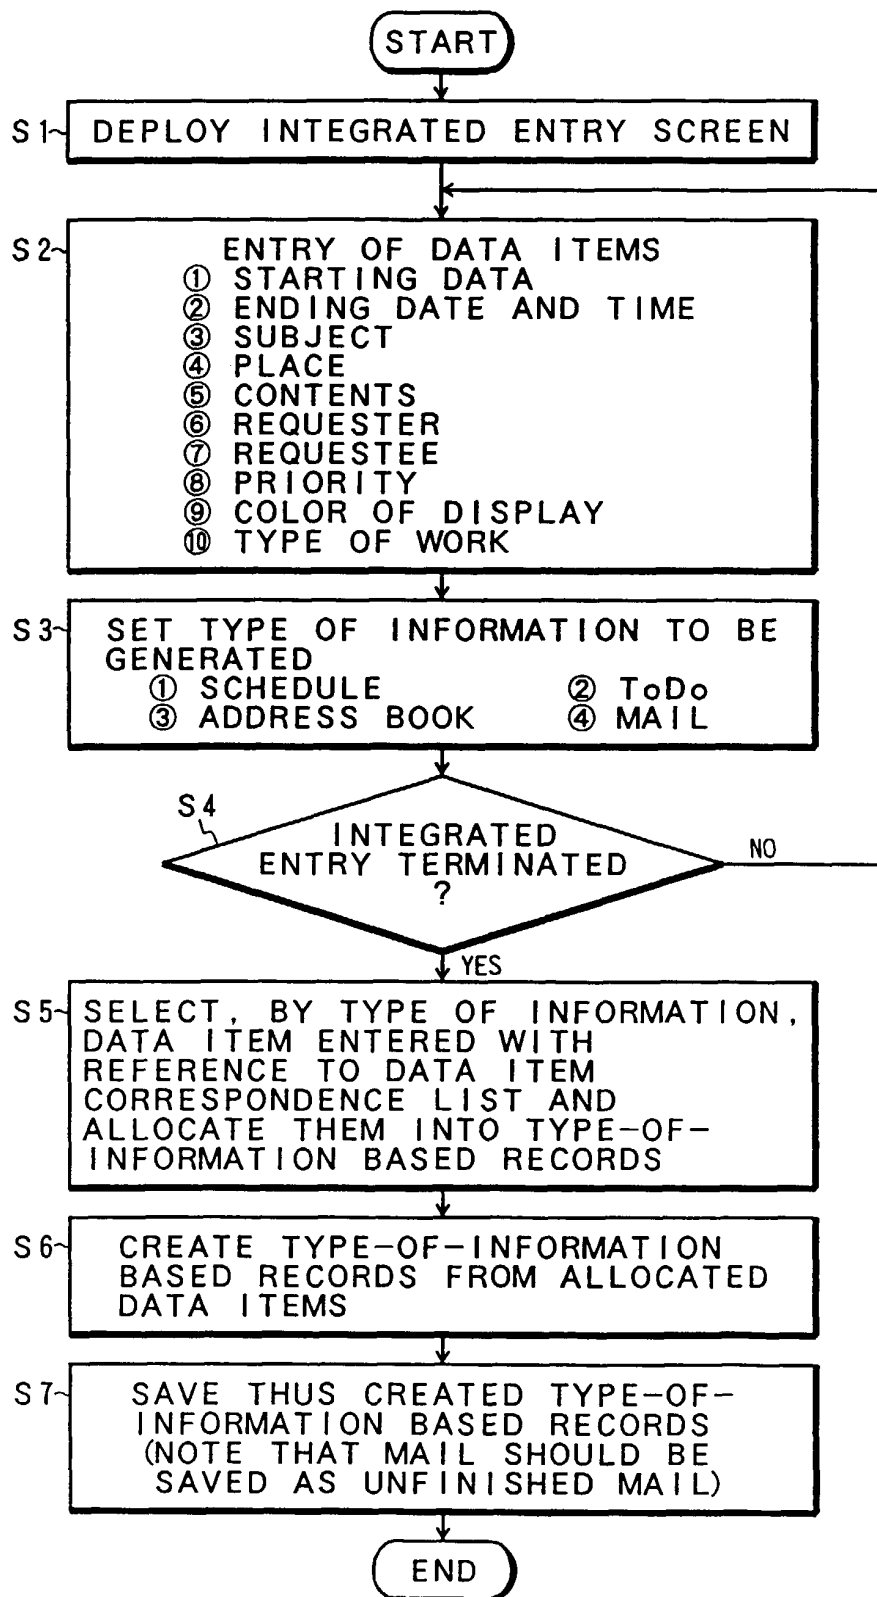 START
S1 DEPLOY INTEGRATED ENTRY SCREEN
S2 ENTRY OF DATA ITEMS
① STARTING DATA
② ENDING DATE AND TIME
③ SUBJECT
④ PLACE
⑤ CONTENTS
⑥ REQUESTER
⑦ REQUESTEE
⑧ PRIORITY
⑨ COLOR OF DISPLAY
⑩ TYPE OF WORK
S3 SET TYPE OF INFORMATION TO BE
GENERATED
① SCHEDULE ② ToDo
③ ADDRESS BOOK ④ MAIL
S4
INTEGRATED
ENTRY TERMINATED
?
NO
YES
S5 SELECT, BY TYPE OF INFORMATION,
DATA ITEM ENTERED WITH
REFERENCE TO DATA ITEM
CORRESPONDENCE LIST AND
ALLOCATE THEM INTO TYPE-OF-
INFORMATION BASED RECORDS
S6 CREATE TYPE-OF-INFORMATION
BASED RECORDS FROM ALLOCATED
DATA ITEMS
S7 SAVE THUS CREATED TYPE-OF-
INFORMATION BASED RECORDS
(NOTE THAT MAIL SHOULD BE
SAVED AS UNFINISHED MAIL)
END